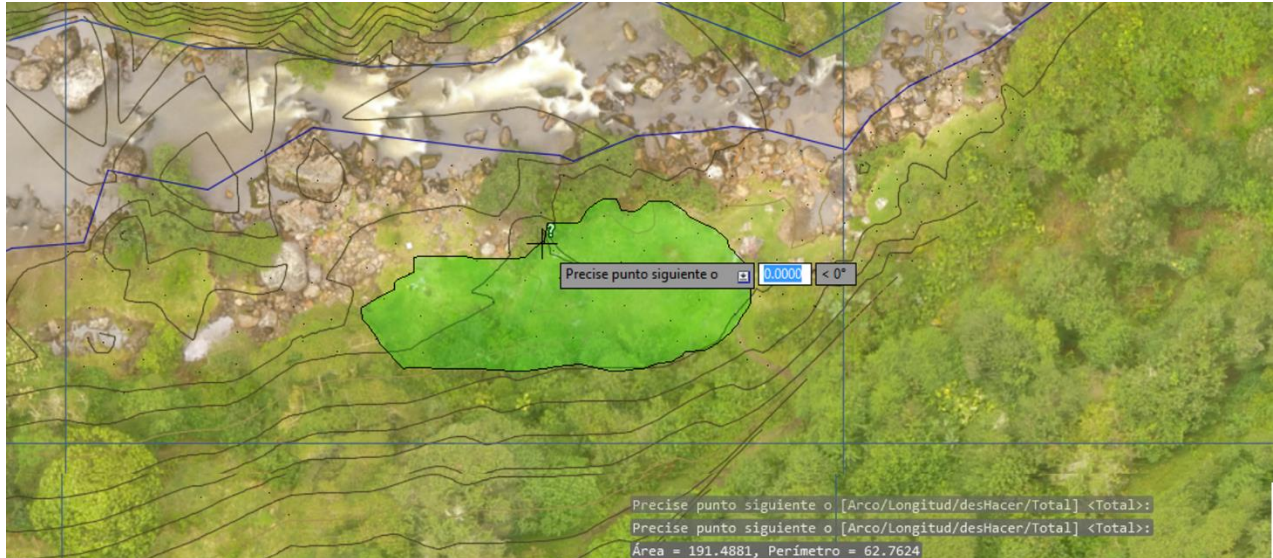 Precise punto siguiente o 0.0000 < 0°
Precise punto siguiente o [Arco/Longitud/desHacer/Total] <Total>:
Precise punto siguiente o [Arco/Longitud/desHacer/Total] <Total>:
Área = 191.4881, Perímetro = 62.7624